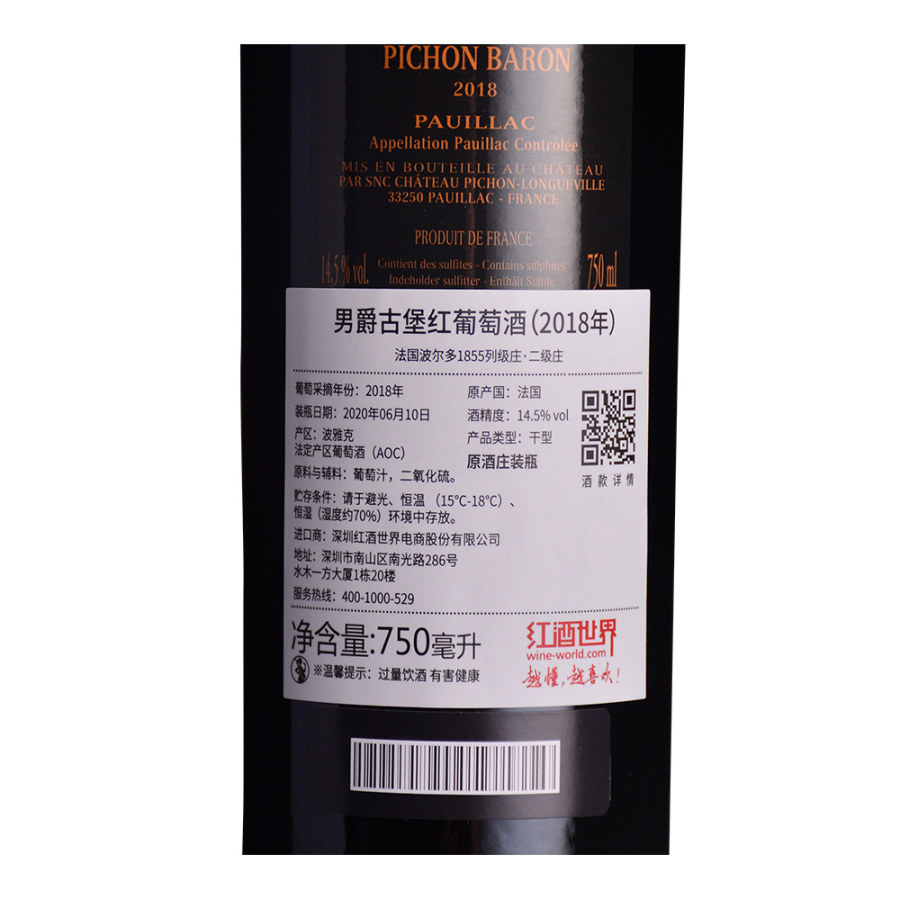 PICHON BARON
2018
PAUILLAC
Appellation Pauillac Contrôlée
MIS EN BOUTEILLE AU CHÂTEAU
PAR SNC CHÂTEAU PICHON-LONGUEVILLE
33250 PAUILLAC - FRANCE
PRODUIT DE FRANCE
14,5 % vol.
Contient des sulfites - Contains sulphites
Indeholder sulfitter - Enthält Sulfite
750 ml
男爵古堡红葡萄酒(2018年)
法国波尔多1855列级庄·二级庄
葡萄采摘年份：2018年
装瓶日期：2020年06月10日
产区：波雅克
法定产区葡萄酒（AOC）
原产国：法国
酒精度：14.5% vol
产品类型：干型
原酒庄装瓶
酒款详情
原料与辅料：葡萄汁，二氧化硫。
贮存条件：请于避光、恒温 （15°C-18°C）、
恒湿（湿度约70%）环境中存放。
进口商：深圳红酒世界电商股份有限公司
地址：深圳市南山区南光路286号
水木一方大厦1栋20楼
服务热线：400-1000-529
净含量:750毫升
※温馨提示：过量饮酒 有害健康
红酒世界
wine-world.com
越懂,越喜欢!